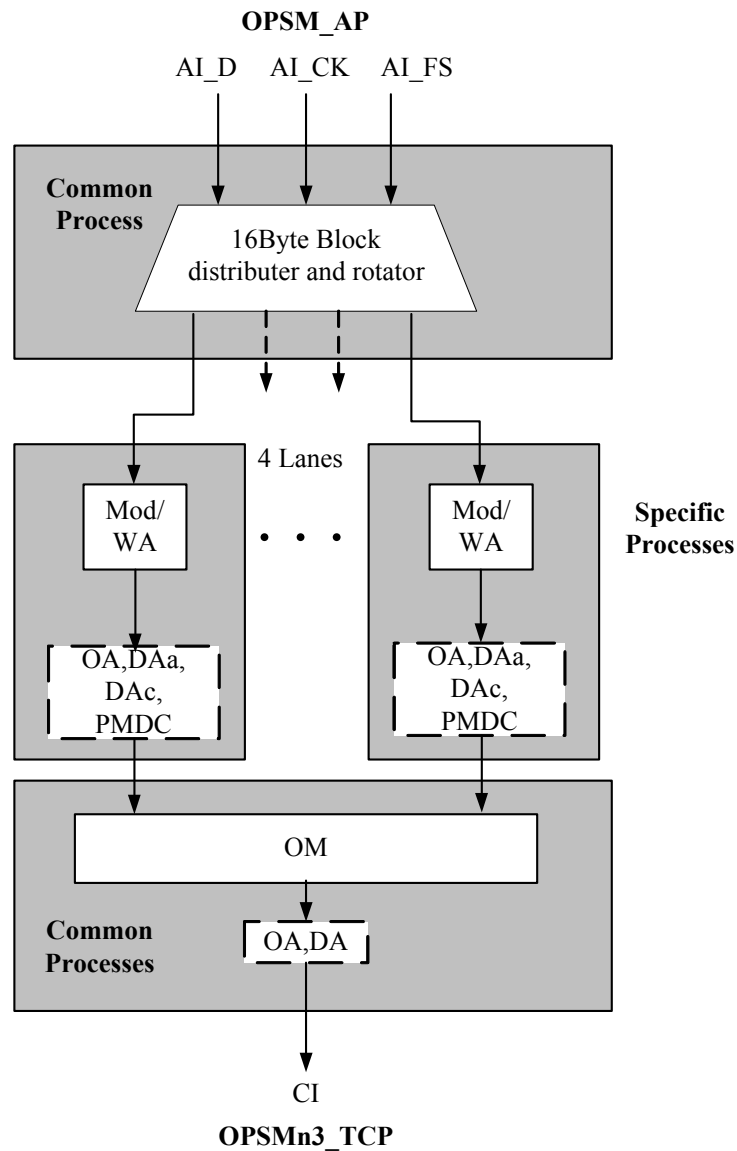 OPSM_AP
AI_D AI_CK AI_FS
Common
Process
16Byte Block
distributer and rotator
4 Lanes
Mod/
WA
Mod/
WA
Specific
Processes
OA,DAa,
DAc,
PMDC
OA,DAa,
DAc,
PMDC
OM
Common
Processes
OA,DA
CI
OPSMn3_TCP